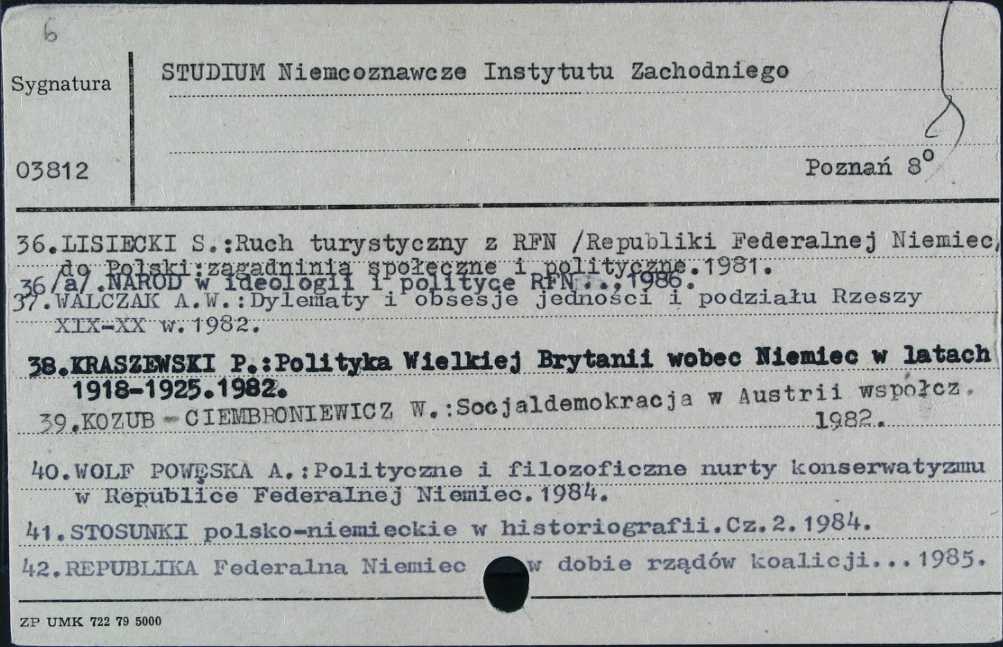 6
Sygnatura
STUDIUM Niemcoznawcze Instytutu Zachodniego
03812
Poznań 8°
36.LISIECKI S.:Ruch turystyczny z RFN /Republiki Federalnej Niemiec/
do Polski:zagadninia społęczne i polityczne.1981.
36/a/.NARÓD w ideologii i polityce RFN...,1986.
37.WALCZAK A.W.:Dylematy i obsesje jedności i podziału Rzeszy
XIX-XX w.1982.
38.KRASZEWSKI P.:Polityka Wielkiej Brytanii wobec Niemiec w latach
1918-1925.1982.
39.KOZUB-CIEMBRONIEWICZ W.:Socjaldemokracja w Austrii współcz.
1982.
40.WOLF POWĘSKA A.:Polityczne i filozoficzne nurty konserwatyzmu
w Republice Federalnej Niemiec.1984.
41.STOSUNKI polsko-niemieckie w historiografii.Cz.2.1984.
42.REPUBLIKA Federalna Niemiec w dobie rządów koalicji...1985.
ZP UMK 722 79 5000